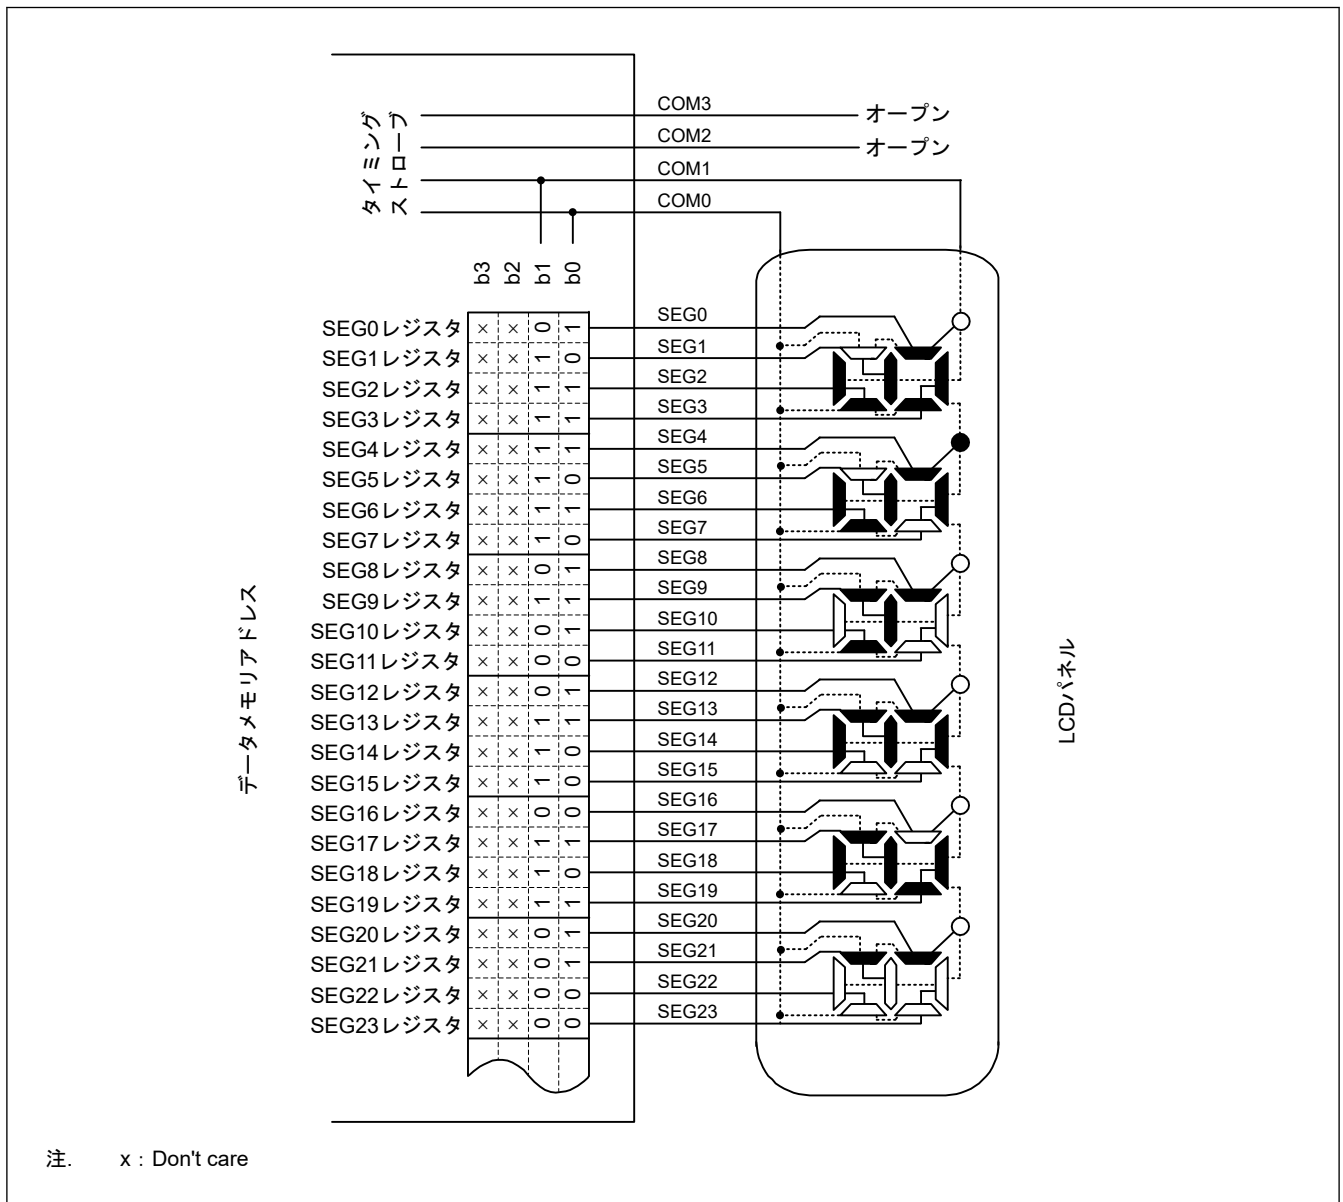 タイミング
ストローブ
COM3
オープン
COM2
オープン
COM1
COM0
b3 b2 b1 b0
SEG0レジスタ × × 0 1 SEG0
SEG1レジスタ × × 1 0 SEG1
SEG2レジスタ × × 1 1 SEG2
SEG3レジスタ × × 1 1 SEG3
SEG4レジスタ × × 1 1 SEG4
SEG5レジスタ × × 1 0 SEG5
SEG6レジスタ × × 1 1 SEG6
SEG7レジスタ × × 1 0 SEG7
SEG8レジスタ × × 0 1 SEG8
SEG9レジスタ × × 1 1 SEG9
SEG10レジスタ × × 0 1 SEG10
SEG11レジスタ × × 0 0 SEG11
SEG12レジスタ × × 0 1 SEG12
SEG13レジスタ × × 1 1 SEG13
SEG14レジスタ × × 1 0 SEG14
SEG15レジスタ × × 1 0 SEG15
SEG16レジスタ × × 0 0 SEG16
SEG17レジスタ × × 1 1 SEG17
SEG18レジスタ × × 1 0 SEG18
SEG19レジスタ × × 1 1 SEG19
SEG20レジスタ × × 0 1 SEG20
SEG21レジスタ × × 0 1 SEG21
SEG22レジスタ × × 0 0 SEG22
SEG23レジスタ × × 0 0 SEG23
データメモリアドレス
LCDパネル
注. x : Don't care